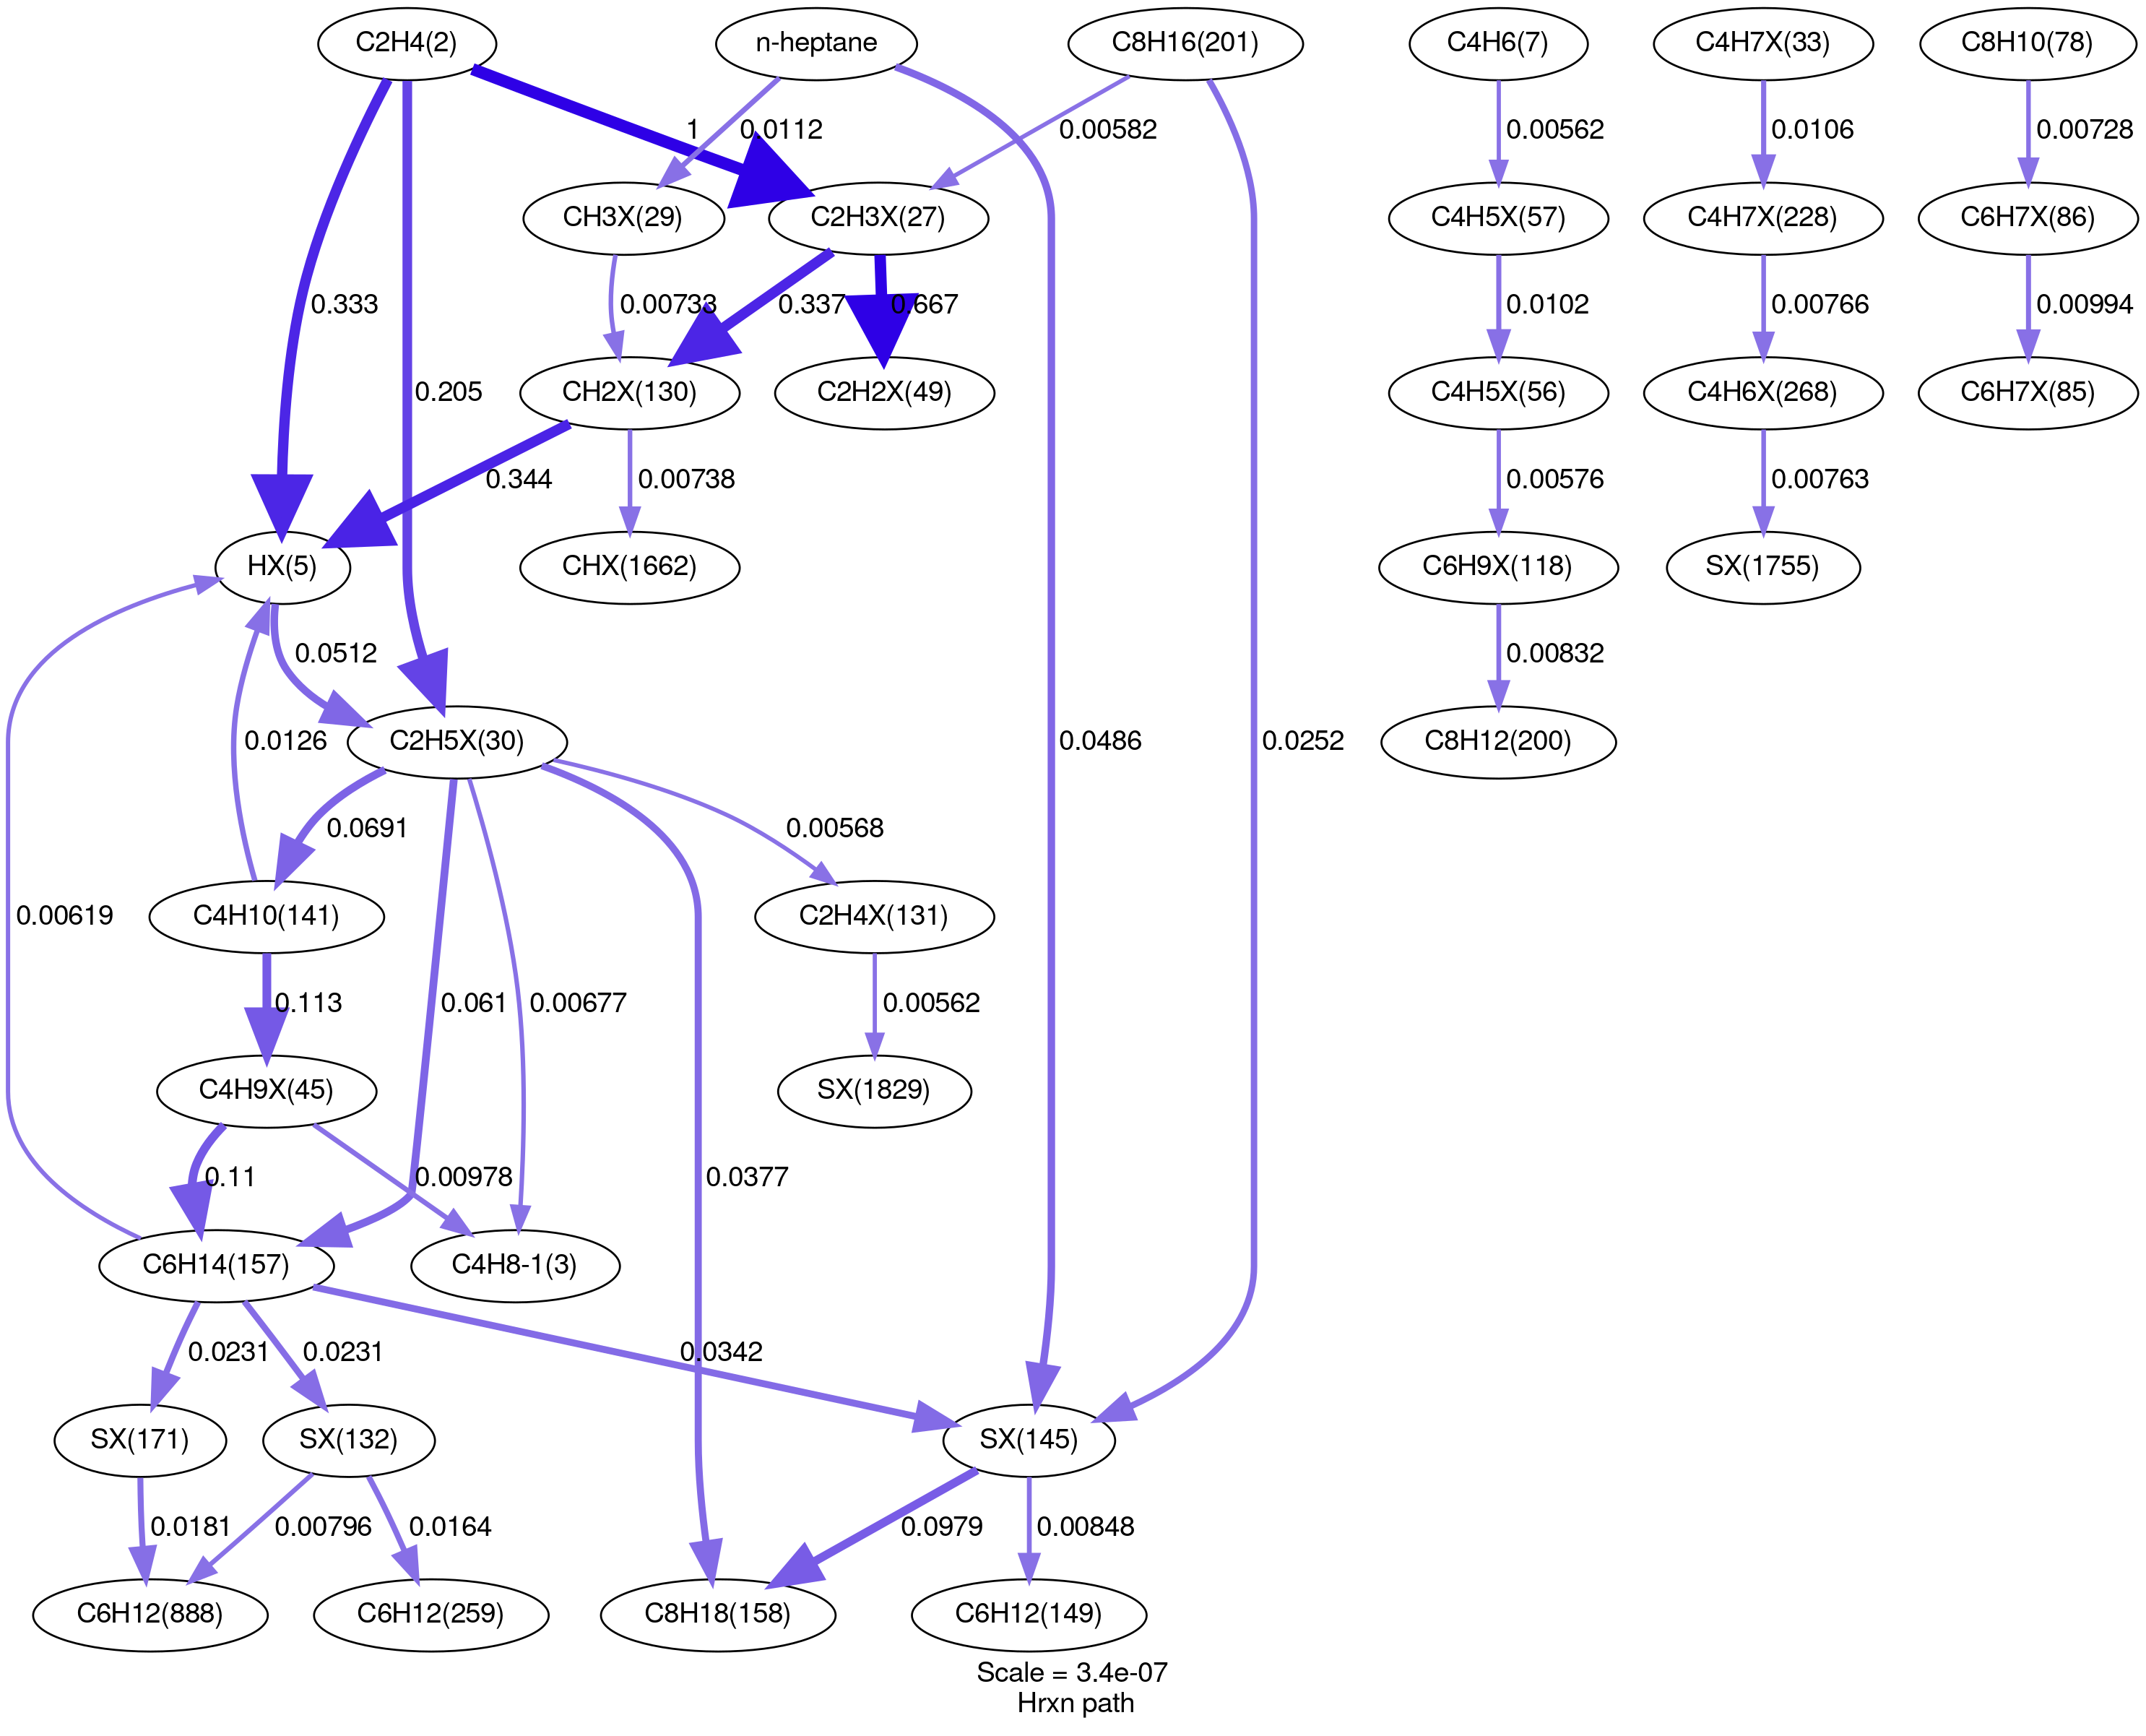 C2H4(2)
n-heptane
C8H16(201)
C4H6(7)
C4H7X(33)
C8H10(78)
1
0.0112
0.00582
0.00562
0.0106
0.00728
CH3X(29)
C2H3X(27)
C4H5X(57)
C4H7X(228)
C6H7X(86)
0.333
0.00733
0.337
0.667
0.0102
0.00766
0.00994
0.205
CH2X(130)
C2H2X(49)
C4H5X(56)
C4H6X(268)
C6H7X(85)
0.344
0.00738
0.00576
0.00763
HX(5)
CHX(1662)
C6H9X(118)
SX(1755)
0.0512
0.00832
0.0126
C2H5X(30)
0.0486
0.0252
C8H12(200)
0.0691
0.00568
0.00619
C4H10(141)
C2H4X(131)
0.113
0.061
0.00677
0.00562
C4H9X(45)
SX(1829)
0.11
0.00978
0.0377
C6H14(157)
C4H8-1(3)
0.0231
0.0231
0.0342
SX(171)
SX(132)
SX(145)
0.0181
0.00796
0.0164
0.0979
0.00848
C6H12(888)
C6H12(259)
C8H18(158)
C6H12(149)
Scale = 3.4e-07
Hrxn path